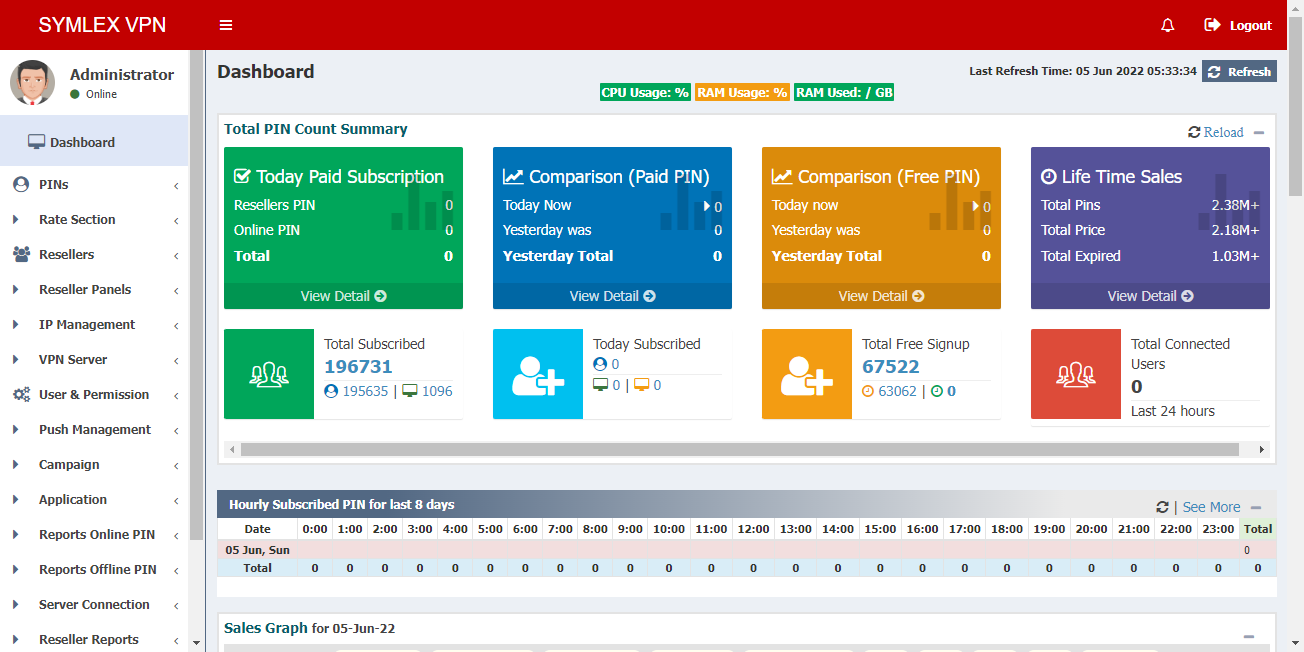 SYMLEX VPN
Logout
Administrator
Online
Dashboard
PINs
Rate Section
Resellers
Reseller Panels
IP Management
VPN Server
User & Permission
Push Management
Campaign
Application
Reports Online PIN
Reports Offline PIN
Server Connection
Reseller Reports
Dashboard
Last Refresh Time: 05 Jun 2022 05:33:34 Refresh
CPU Usage: % RAM Usage: % RAM Used: / GB
Total PIN Count Summary
Reload
Today Paid Subscription
Resellers PIN 0
Online PIN 0
Total 0
View Detail
Comparison (Paid PIN)
Today Now 0
Yesterday was 0
Yesterday Total 0
View Detail
Comparison (Free PIN)
Today now 0
Yesterday was 0
Yesterday Total 0
View Detail
Life Time Sales
Total Pins 2.38M+
Total Price 2.18M+
Total Expired 1.03M+
View Detail
Total Subscribed
196731
195635 | 1096
Today Subscribed
0
0 | 0
Total Free Signup
67522
63062 | 0
Total Connected
Users
0
Last 24 hours
Hourly Subscribed PIN for last 8 days
| See More
Date 0:00 1:00 2:00 3:00 4:00 5:00 6:00 7:00 8:00 9:00 10:00 11:00 12:00 13:00 14:00 15:00 16:00 17:00 18:00 19:00 20:00 21:00 22:00 23:00 Total
05 Jun, Sun 0
Total 0 0 0 0 0 0 0 0 0 0 0 0 0 0 0 0 0 0 0 0 0 0 0 0 0
Sales Graph for 05-Jun-22